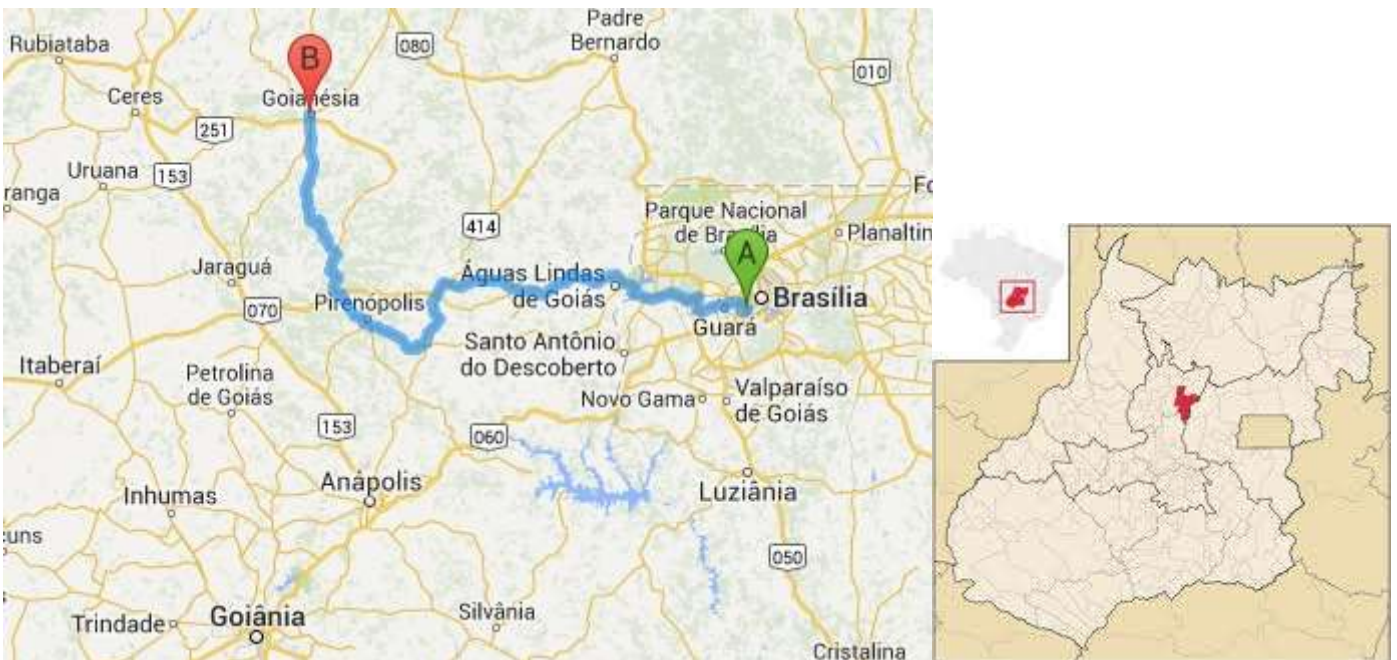 Padre
Bernardo
Rubiataba
080
B
010
Ceres
Goianésia
251
Uruana
153
ranga
Parque Nacional
de Brasília
414
A
Planaltin
Jaraguá
Águas Lindas
de Goiás
Brasília
Pirenópolis
070
Guará
Santo Antônio
do Descoberto
Itaberaí
Petrolina
de Goiás
Novo Gama
Valparaíso
de Goiás
153
060
Anápolis
Luziânia
Inhumas
050
Silvânia
Goiânia
Trindade
Cristalina